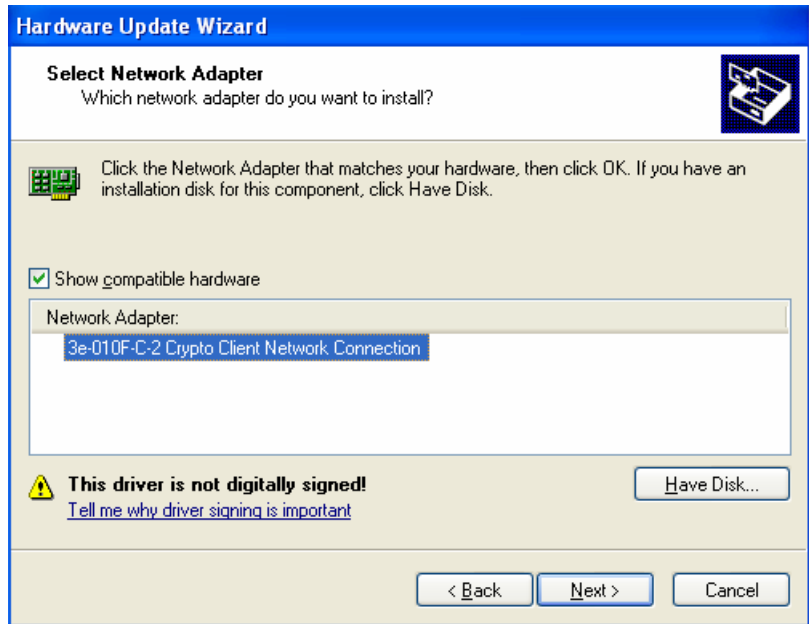 Hardware Update Wizard
Select Network Adapter
Which network adapter do you want to install?
Click the Network Adapter that matches your hardware, then click OK. If you have an
installation disk for this component, click Have Disk.
Show compatible hardware
Network Adapter:
3e-010F-C-2 Crypto Client Network Connection
This driver is not digitally signed!
Have Disk...
Tell me why driver signing is important
< Back
Next >
Cancel